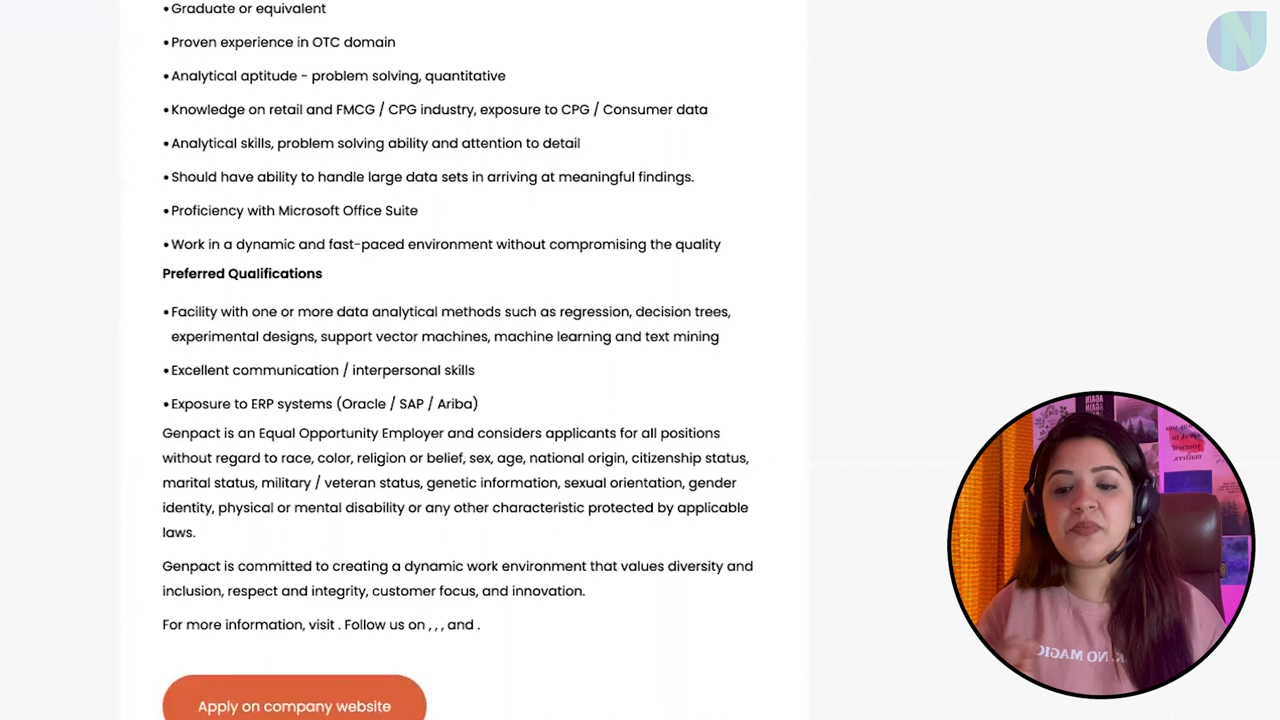 •Graduate or equivalent
•Proven experience in OTC domain
•Analytical aptitude - problem solving, quantitative
•Knowledge on retail and FMCG / CPG industry, exposure to CPG / Consumer data
•Analytical skills, problem solving ability and attention to detail
•Should have ability to handle large data sets in arriving at meaningful findings.
•Proficiency with Microsoft Office Suite
•Work in a dynamic and fast-paced environment without compromising the quality
Preferred Qualifications
•Facility with one or more data analytical methods such as regression, decision trees,
experimental designs, support vector machines, machine learning and text mining
•Excellent communication / interpersonal skills
•Exposure to ERP systems (Oracle / SAP / Ariba)
Genpact is an Equal Opportunity Employer and considers applicants for all positions
without regard to race, color, religion or belief, sex, age, national origin, citizenship status,
marital status, military / veteran status, genetic information, sexual orientation, gender
identity, physical or mental disability or any other characteristic protected by applicable
laws.
Genpact is committed to creating a dynamic work environment that values diversity and
inclusion, respect and integrity, customer focus, and innovation.
For more information, visit . Follow us on , , , and .
Apply on company website
N
NO MAGIC